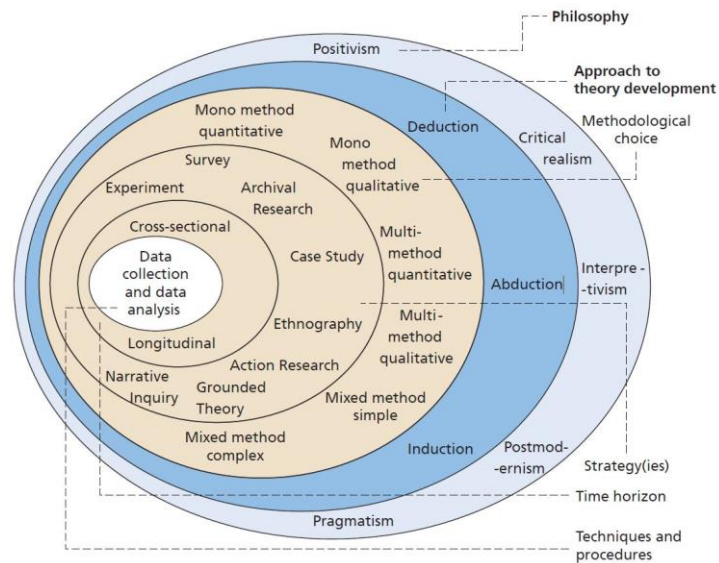 Philosophy
Positivism
Approach to
theory development
Mono method
quantitative
Deduction
Methodological
choice
Mono
method
qualitative
Critical
realism
Survey
Experiment
Archival
Research
Cross-sectional
Multi-
method
quantitative
Data
collection
and data
analysis
Case Study
Abduction
Interpre -
-tivism
Ethnography
Multi-
method
qualitative
Longitudinal
Action Research
Narrative
Inquiry
Grounded
Theory
Mixed method
simple
Mixed method
complex
Induction
Postmod-
-ernism
Strategy(ies)
Time horizon
Pragmatism
Techniques and
procedures